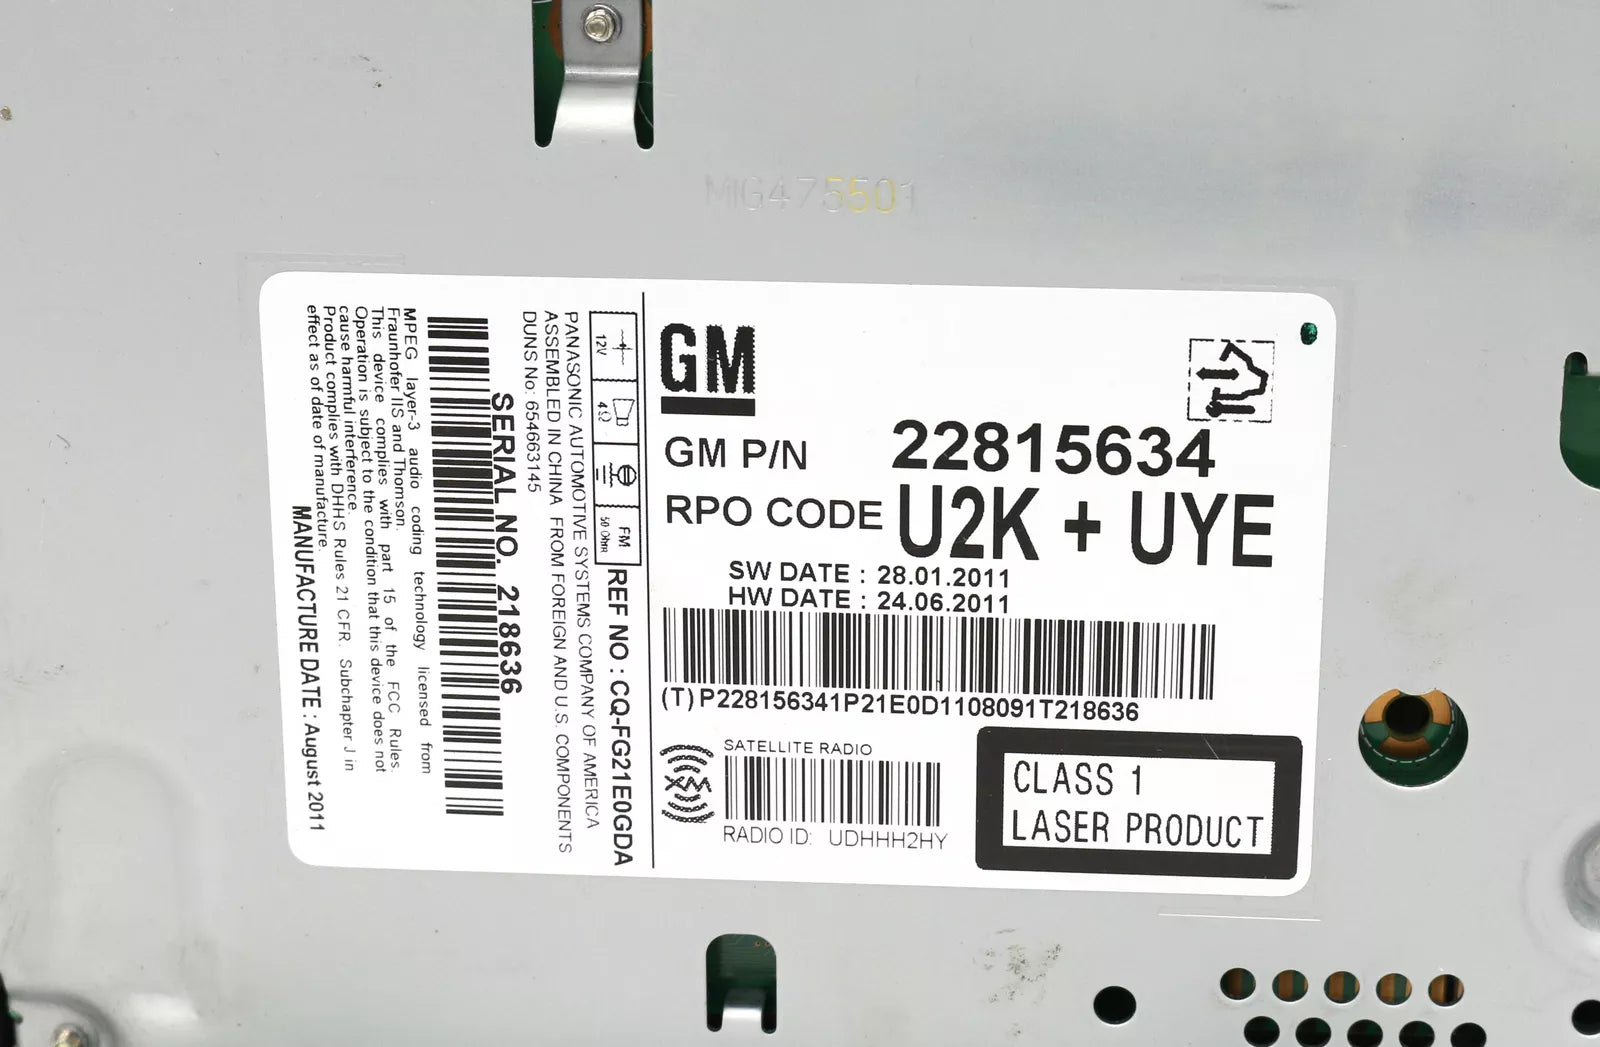 MIG475501
GM
GM P/N 22815634
RPO CODE U2K + UYE
SW DATE : 28.01.2011
HW DATE : 24.06.2011
(T) P228156341P21E0D1108091T218636
SATELLITE RADIO
RADIO ID: UDHHH2HY
CLASS 1
LASER PRODUCT
12V
4Ω
FM
50 Ohm
REF NO : CQ-FG21E0GDA
PANASONIC AUTOMOTIVE SYSTEMS COMPANY OF AMERICA
ASSEMBLED IN CHINA FROM FOREIGN AND U.S. COMPONENTS
DUNS No: 654663145
SERIAL NO. 218636
MPEG layer-3 audio coding technology licensed from
Fraunhofer IIS and Thomson.
This device complies with part 15 of the FCC Rules.
Operation is subject to the condition that this device does not
cause harmful interference.
Product complies with DHHS Rules 21 CFR. Subchapter J in
effect as of date of manufacture.
MANUFACTURE DATE : August 2011